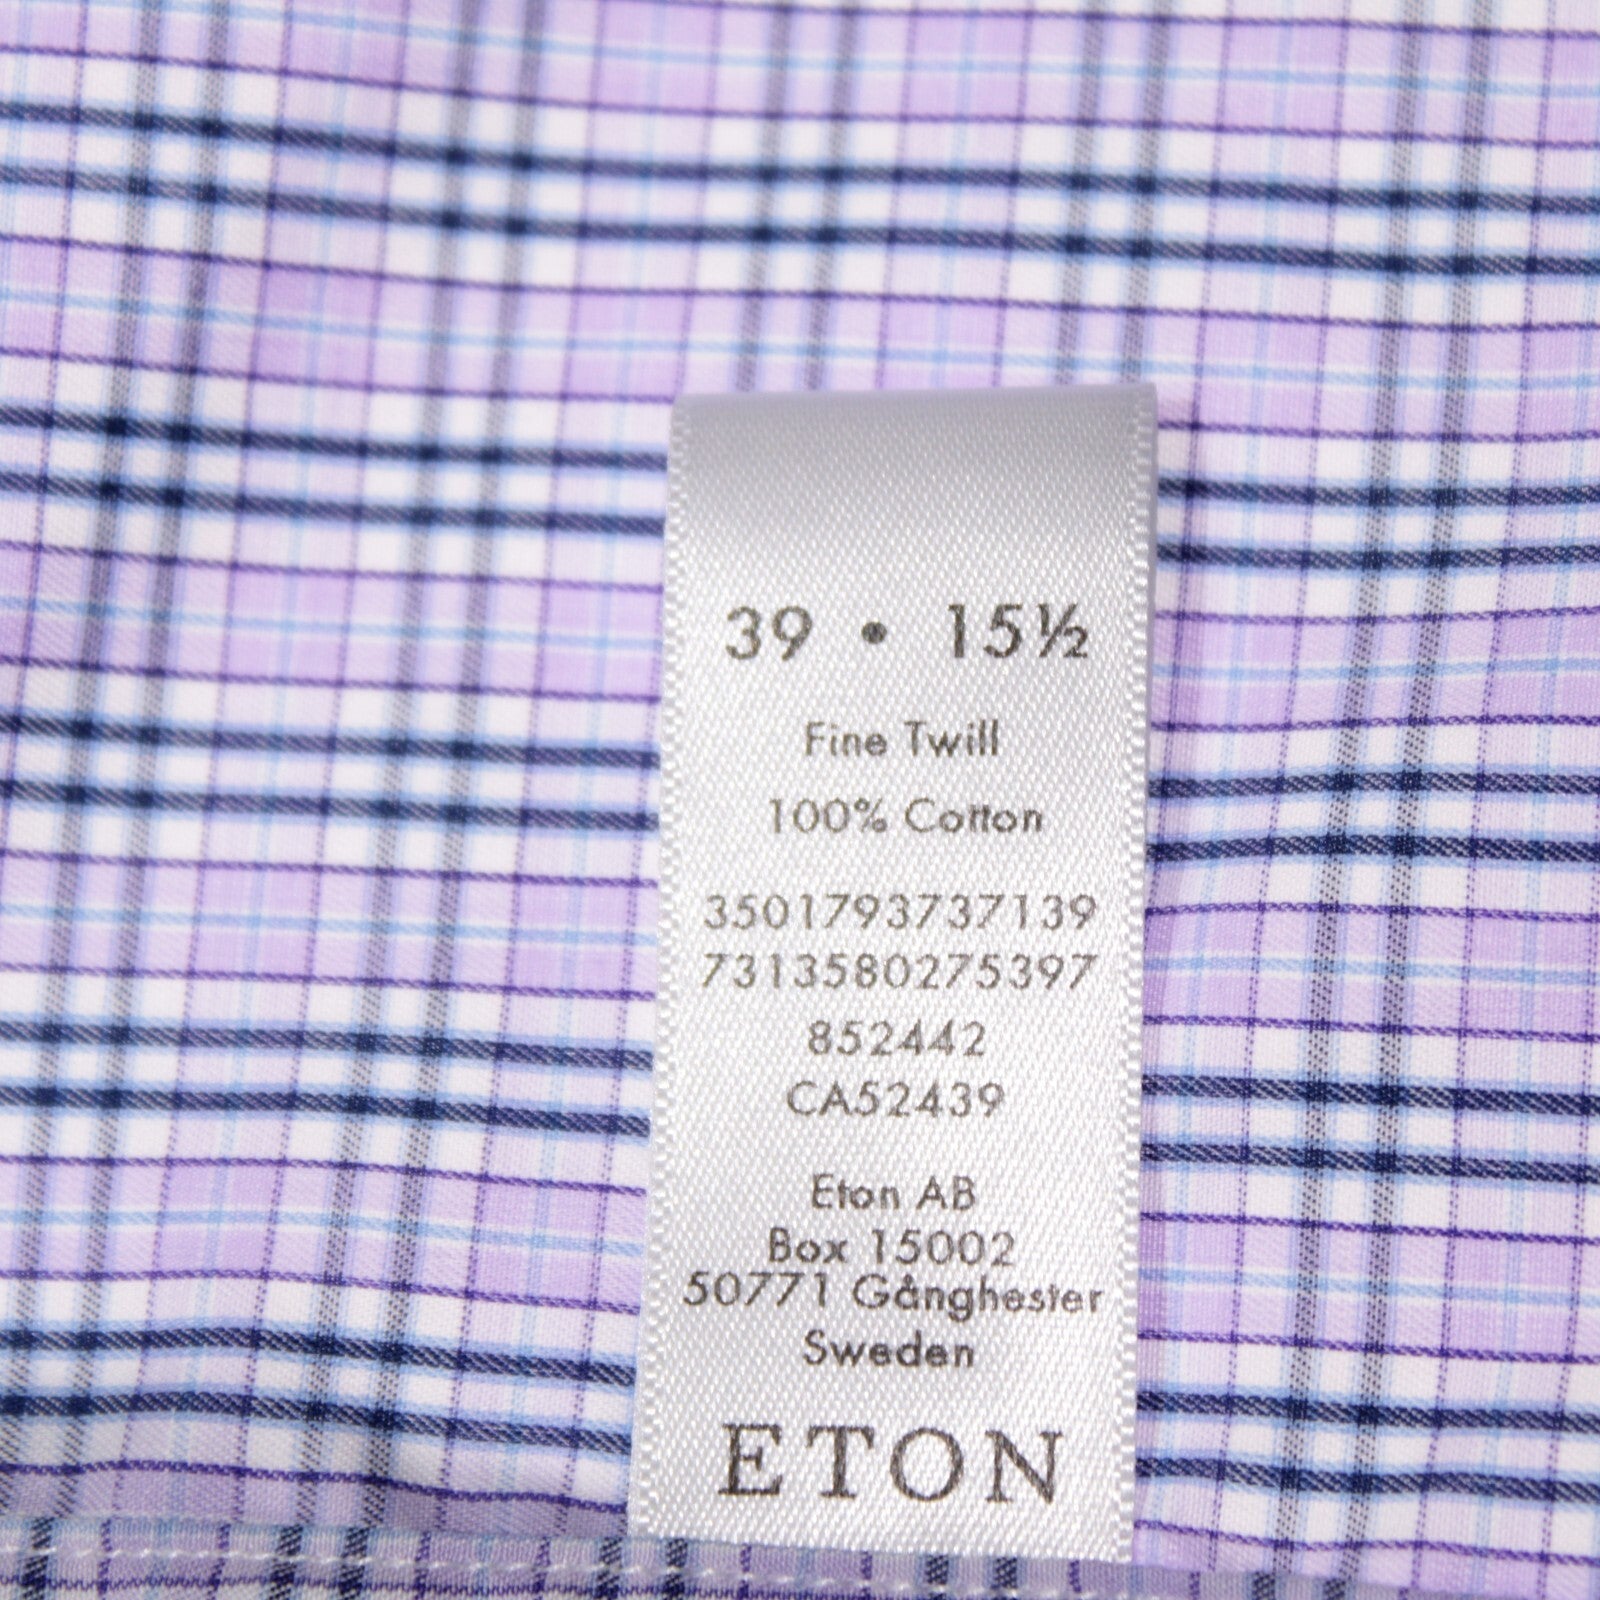 39 • 15½
Fine Twill
100% Cotton
3501793737139
7313580275397
852442
CA52439
Eton AB
Box 15002
50771 Gånghester
Sweden
ETON